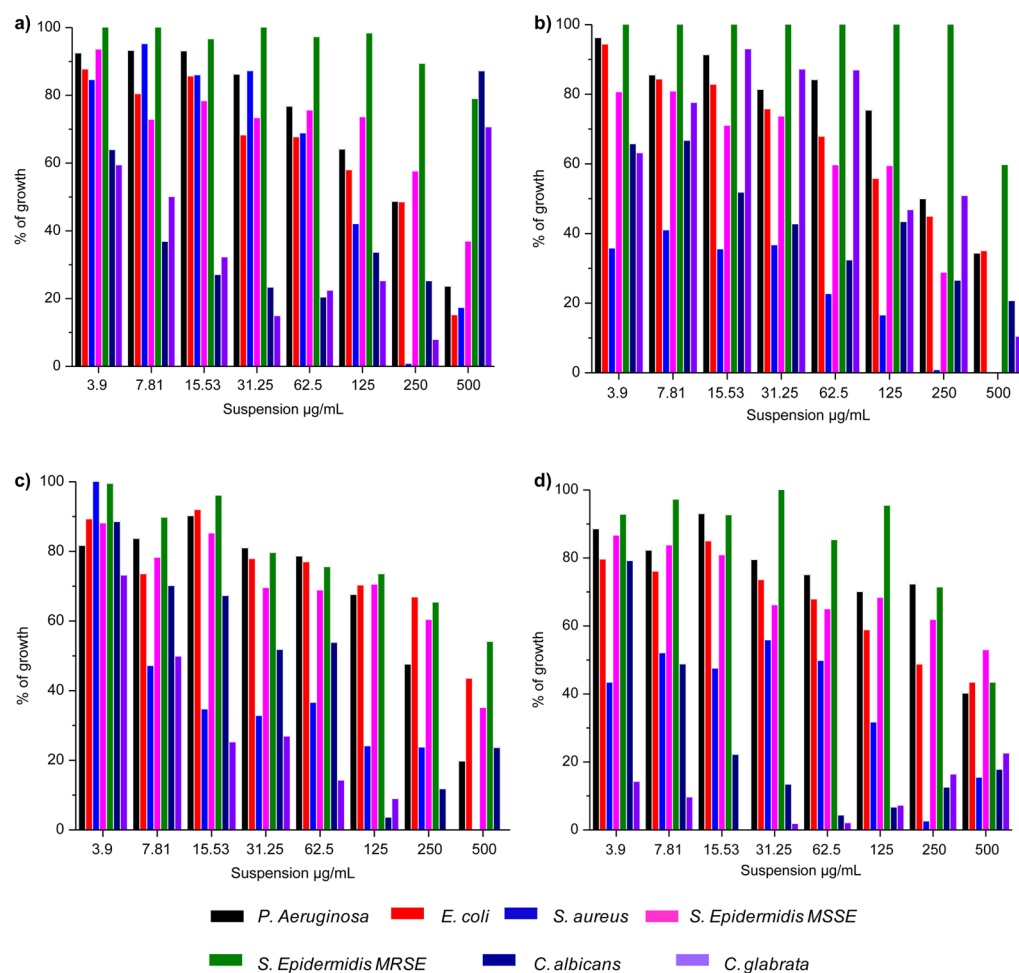 a)
100
80
60
40
20
0
% of growth
3.9 7.81 15.53 31.25 62.5 125 250 500
Suspension µg/mL
b)
100
80
60
40
20
0
% of growth
3.9 7.81 15.53 31.25 62.5 125 250 500
Suspension µg/mL
c)
100
80
60
40
20
0
% of growth
3.9 7.81 15.53 31.25 62.5 125 250 500
Suspension µg/mL
d)
100
80
60
40
20
0
% of growth
3.9 7.81 15.53 31.25 62.5 125 250 500
Suspension µg/mL
P. Aeruginosa E. coli S. aureus S. Epidermidis MSSE
S. Epidermidis MRSE C. albicans C. glabrata